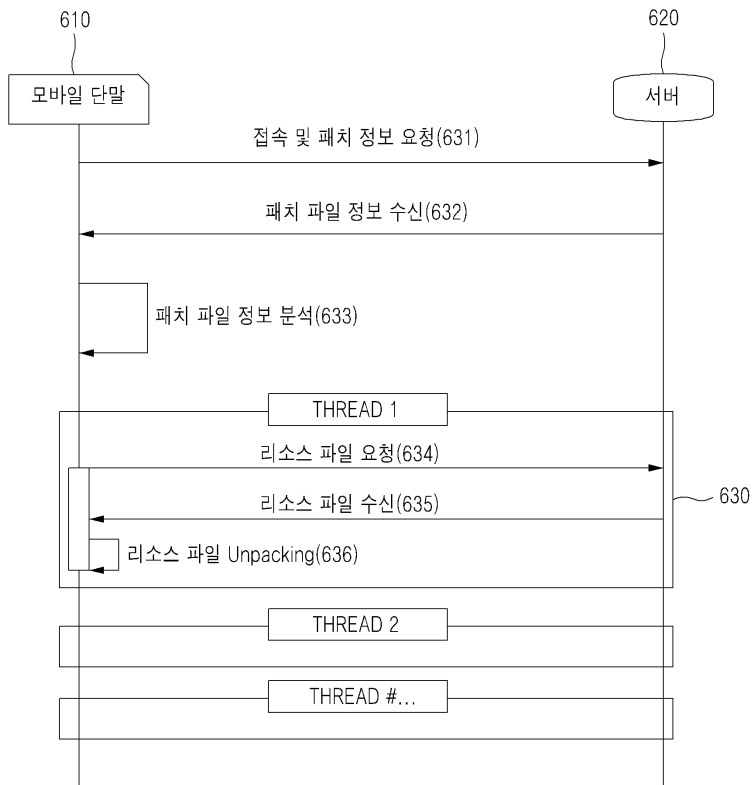 610
620
모바일 단말
서버
접속 및 패치 정보 요청(631)
패치 파일 정보 수신(632)
패치 파일 정보 분석(633)
THREAD 1
리소스 파일 요청(634)
리소스 파일 수신(635)
630
리소스 파일 Unpacking(636)
THREAD 2
THREAD #...